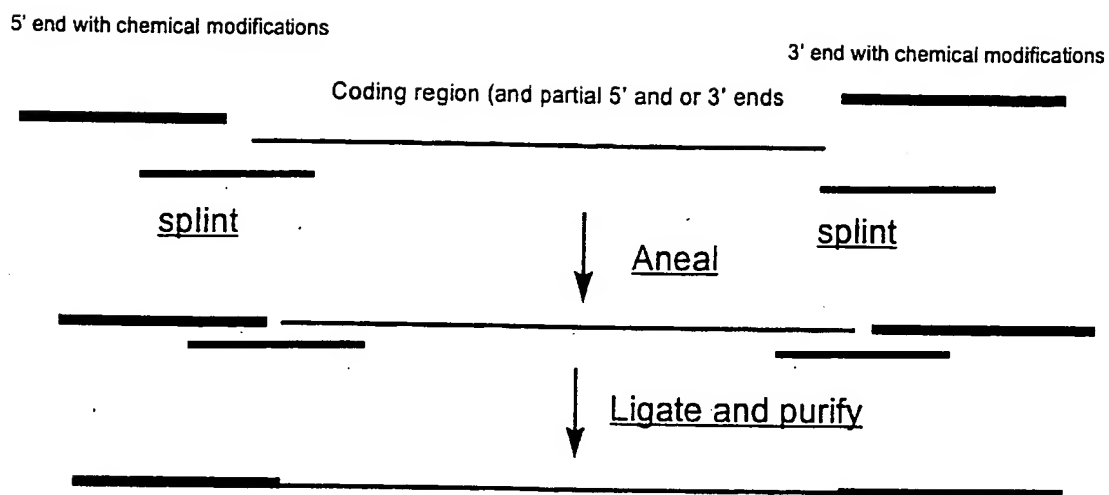 5' end with chemical modifications
3' end with chemical modifications
Coding region (and partial 5' and or 3' ends
splint
splint
Aneal
Ligate and purify